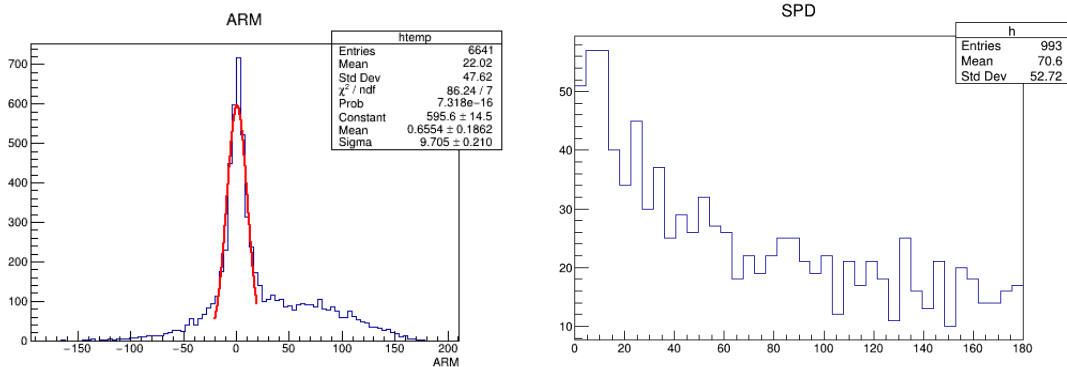 ARM
htemp
Entries 6641
Mean 22.02
Std Dev 47.62
χ² / ndf 86.24 / 7
Prob 7.318e−16
Constant 595.6 ± 14.5
Mean 0.6554 ± 0.1862
Sigma 9.705 ± 0.210
700
600
500
400
300
200
100
0
−150 −100 −50 0 50 100 150 200
ARM
SPD
h
Entries 993
Mean 70.6
Std Dev 52.72
50
40
30
20
10
0 20 40 60 80 100 120 140 160 180